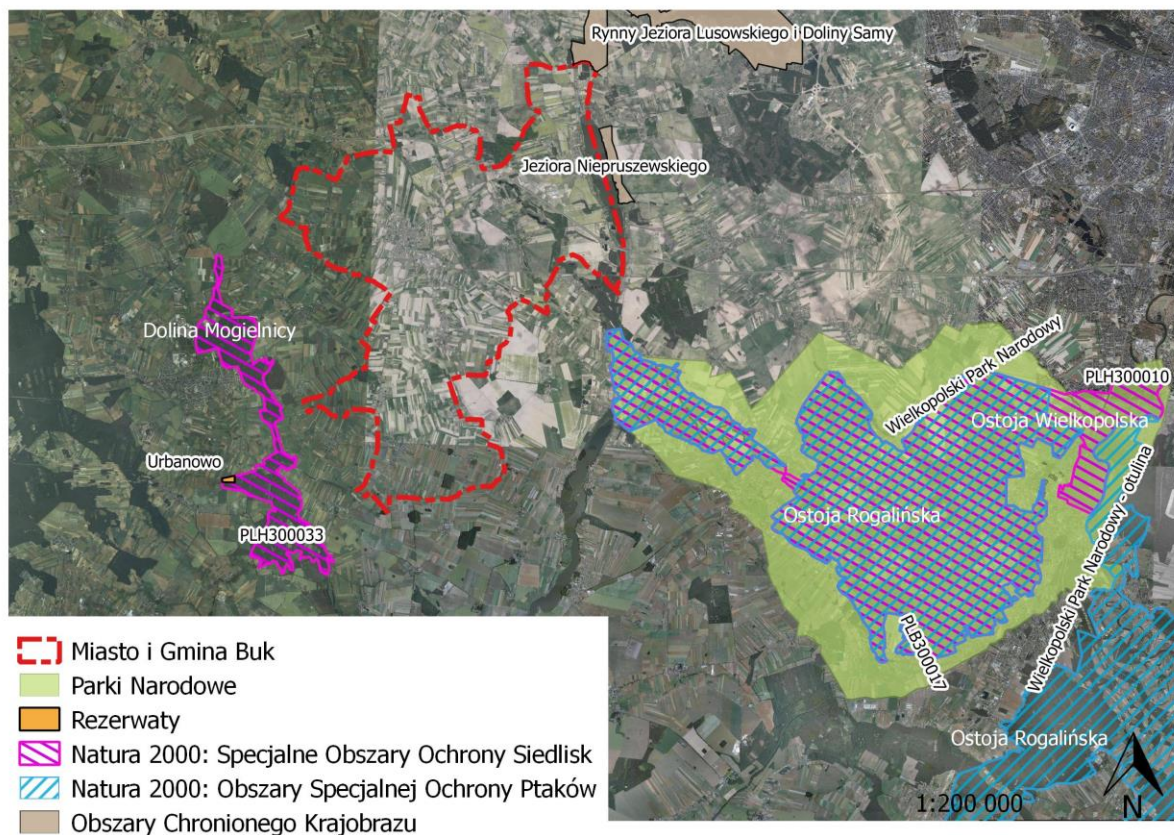 Rynny Jeziora Lusowskiego i Doliny Samy
Jeziora Niepruszewskiego
Dolina Mogielnicy
Urbanowo
PLH300033
Wielkopolski Park Narodowy
PLH300010
Ostoja Wielkopolska
Ostoja Rogalińska
Wielkopolski Park Narodowy - otulina
PLB300017
Ostoja Rogalińska
1:200 000
N
Miasto i Gmina Buk
Parki Narodowe
Rezerwaty
Natura 2000: Specjalne Obszary Ochrony Siedlisk
Natura 2000: Obszary Specjalnej Ochrony Ptaków
Obszary Chronionego Krajobrazu